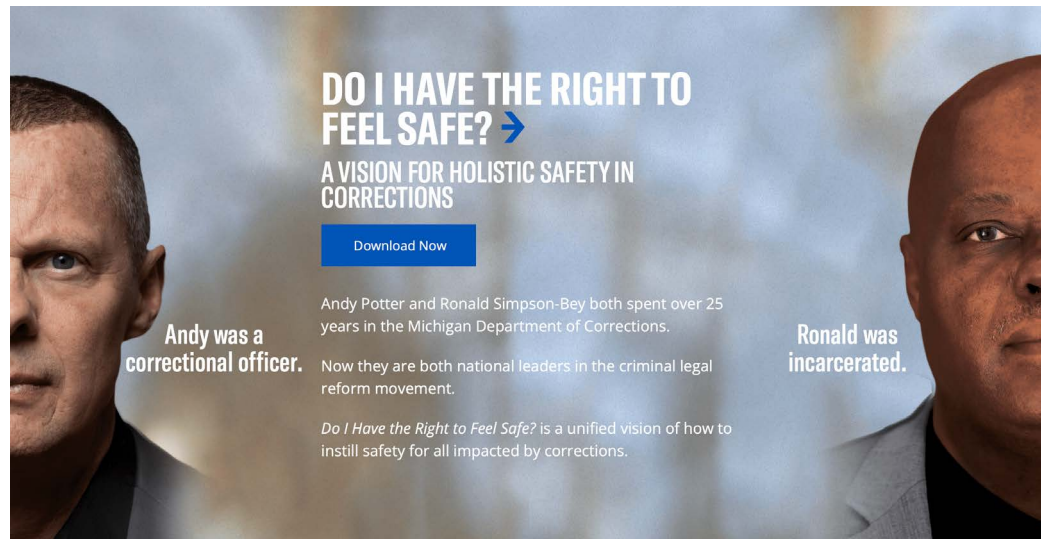 DO I HAVE THE RIGHT TO
FEEL SAFE? →
A VISION FOR HOLISTIC SAFETY IN
CORRECTIONS
Download Now
Andy Potter and Ronald Simpson-Bey both spent over 25
years in the Michigan Department of Corrections.
Now they are both national leaders in the criminal legal
reform movement.
Do I Have the Right to Feel Safe? is a unified vision of how to
instill safety for all impacted by corrections.
Andy was a
correctional officer.
Ronald was
incarcerated.